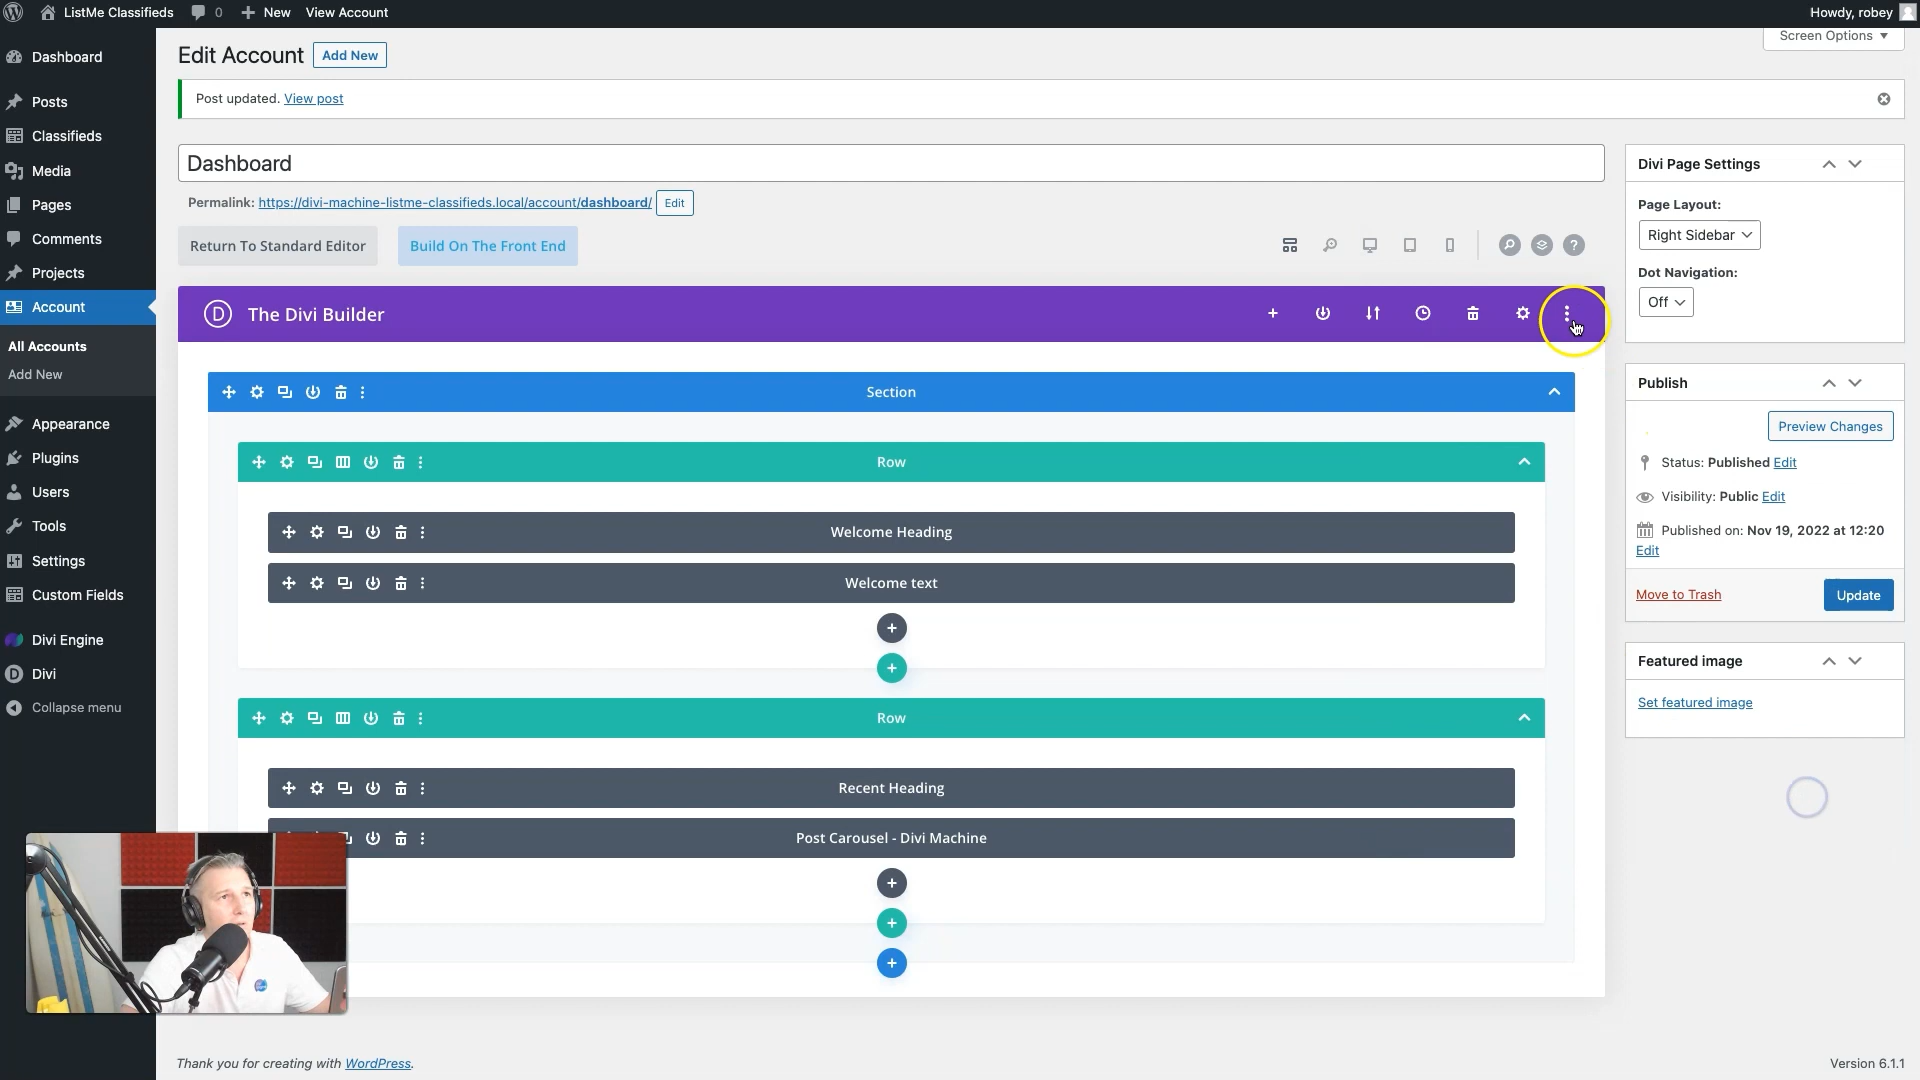 ListMe Classifieds 0 New View Account Howdy, robey
Edit Account Add New Screen Options
Post updated. View post
Dashboard
Posts
Classifieds
Media
Pages
Comments
Projects
Account
All Accounts
Add New
Appearance
Plugins
Users
Tools
Settings
Custom Fields
Divi Engine
D Divi
Collapse menu
Dashboard
Permalink: https://divi-machine-listme-classifieds.local/account/dashboard/ Edit
Return To Standard Editor Build On The Front End ?
D The Divi Builder
Section
Row
Welcome Heading
Welcome text
Row
Recent Heading
Post Carousel - Divi Machine
Divi Page Settings
Page Layout:
Right Sidebar
Dot Navigation:
Off
Publish
Preview Changes
Status: Published Edit
Visibility: Public Edit
Published on: Nov 19, 2022 at 12:20
Edit
Move to Trash Update
Featured image
Set featured image
Thank you for creating with WordPress. Version 6.1.1